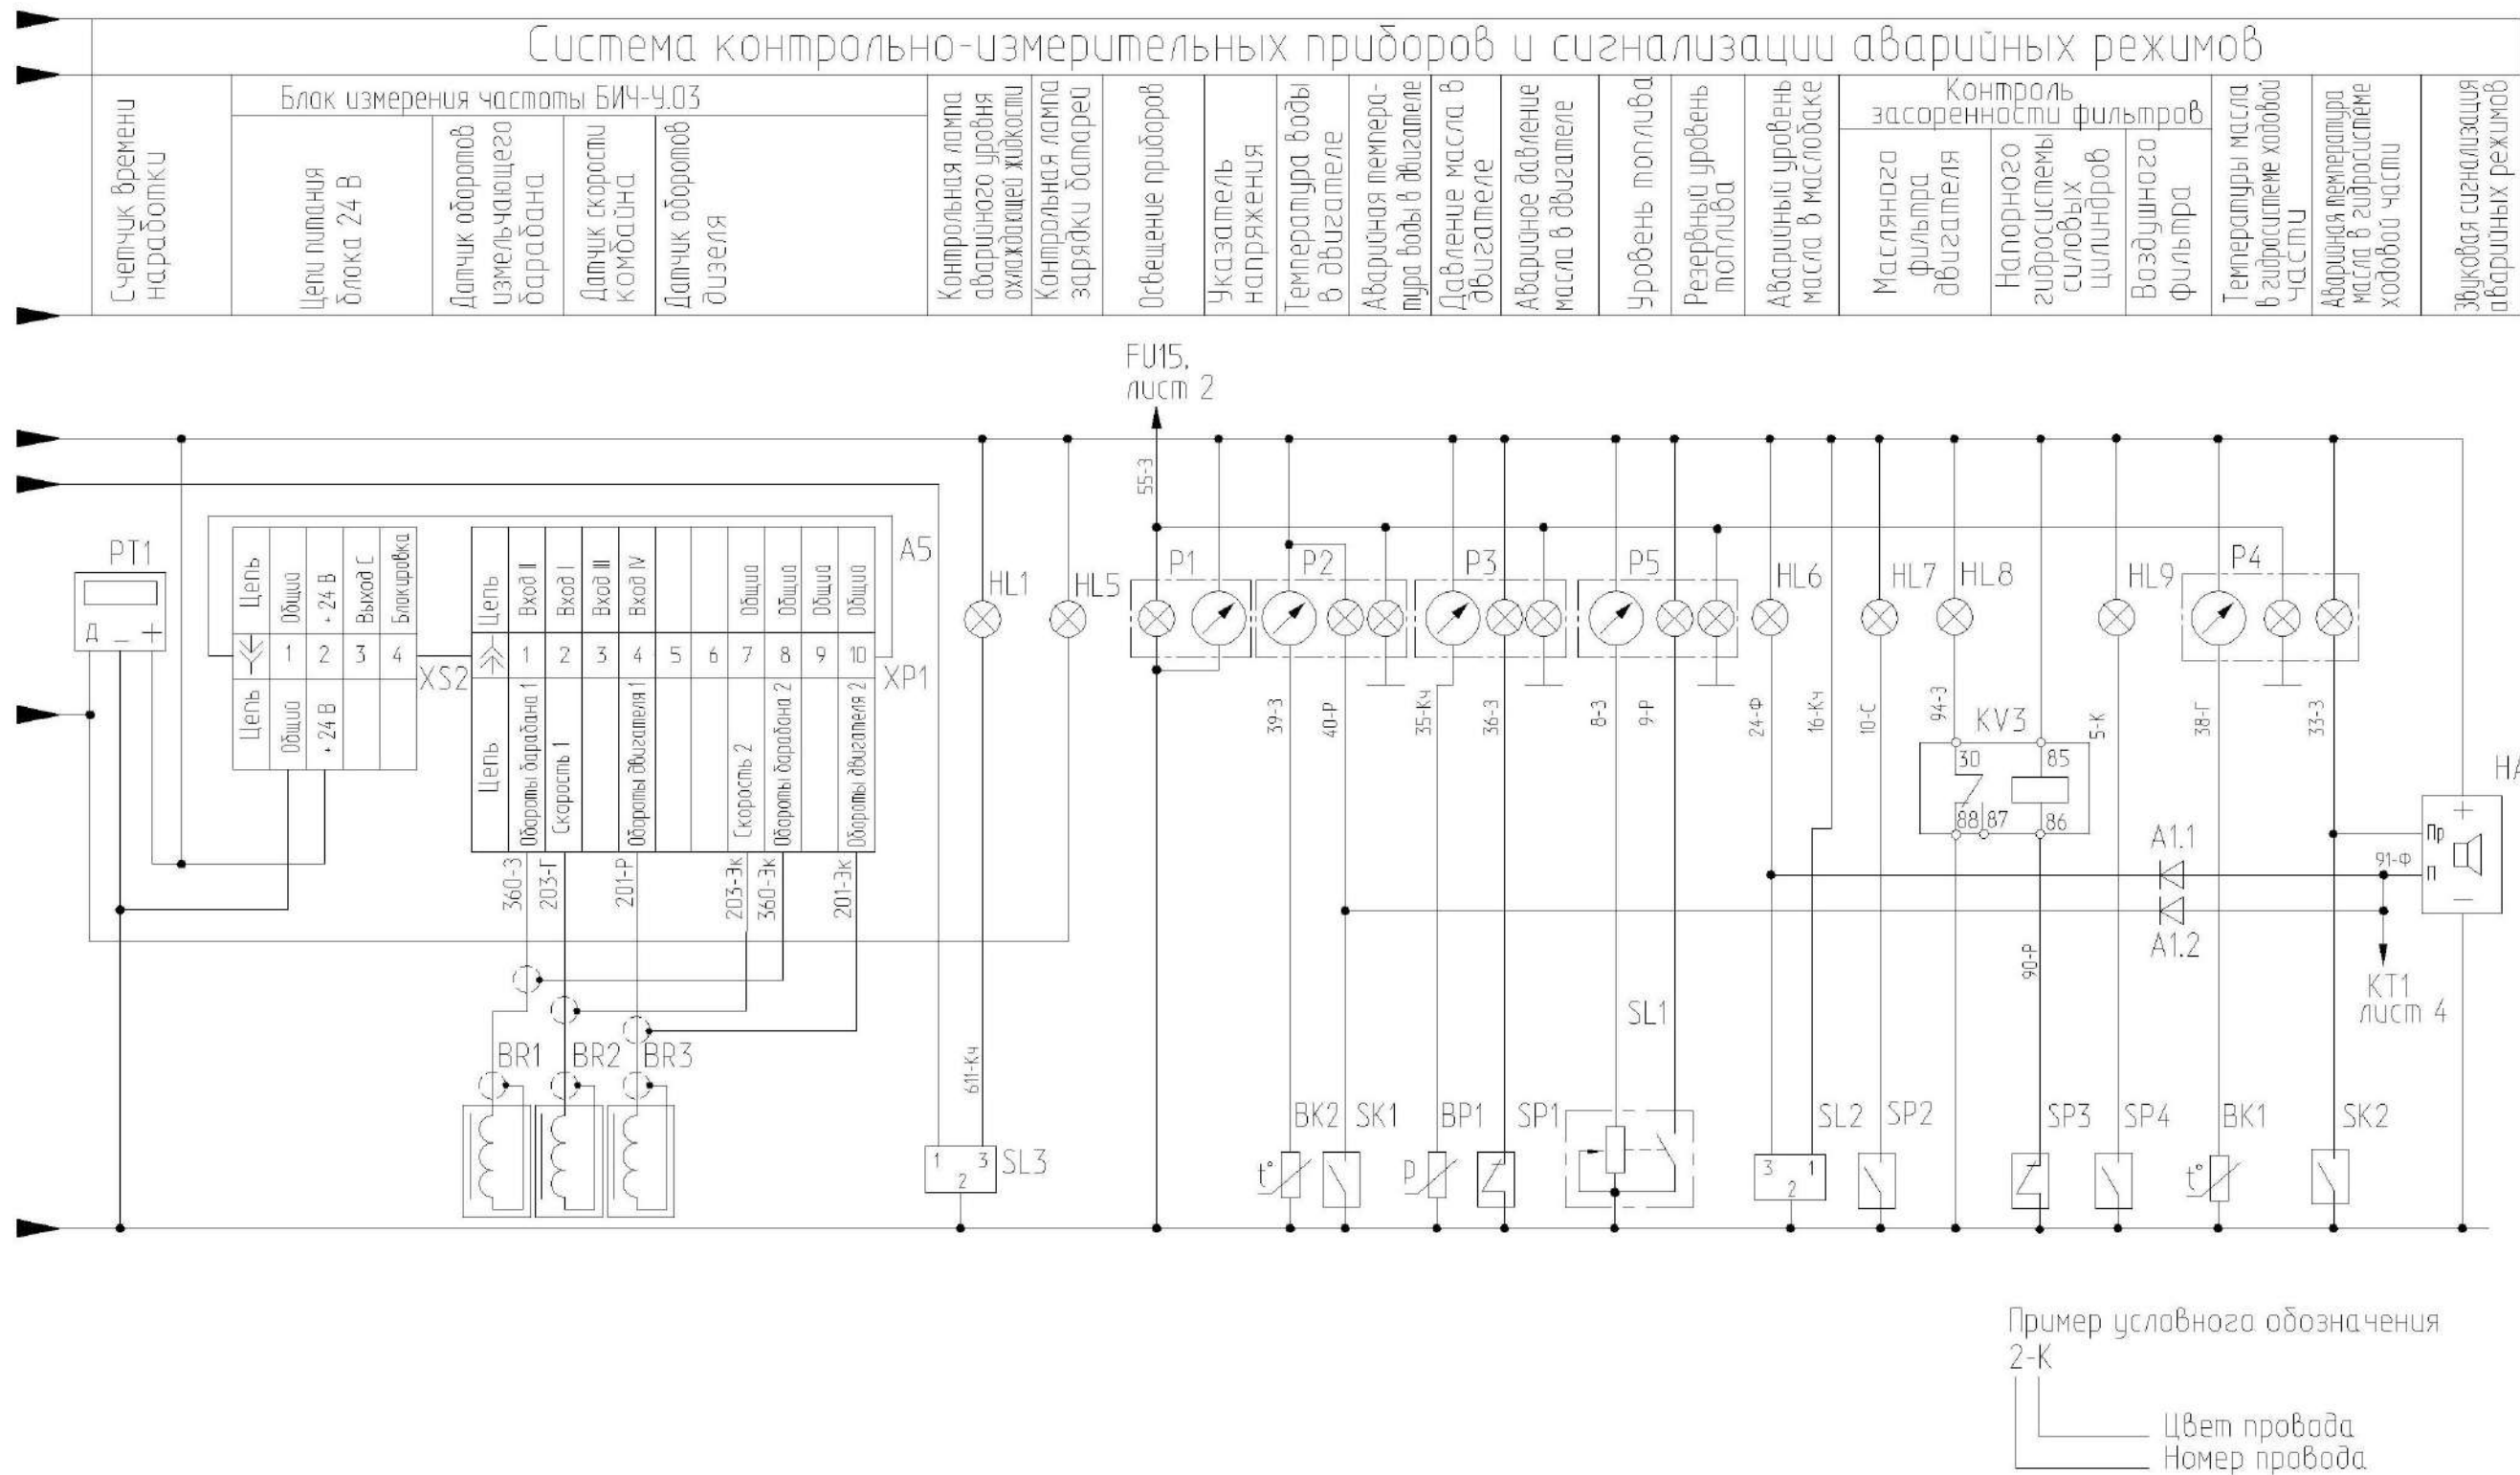 Система контрольно-измерительных приборов и сигнализации аварийных режимов
Счетчик времени
наработки
Блок измерения частоты БИЧ-У.03
Цепи питания
блока 24 В
Датчик оборотов
измельчающего
барабана
Датчик скорости
комбайна
Датчик оборотов
дизеля
Контрольная лампа
аварийного уровня
охлаждающей жидкости
Контрольная лампа
зарядки батарей
Освещение приборов
Указатель
напряжения
Температура воды
в двигателе
Аварийная темпера-
тура воды в двигателе
Давление масла в
двигателе
Аварийное давление
масла в двигателе
Уровень топлива
Резервный уровень
топлива
Аварийный уровень
масла в маслобаке
Контроль
засоренности фильтров
Масляного
фильтра
двигателя
Напорного
гидросистемы
силовых
цилиндров
Воздушного
фильтра
Температуры масла
в гидросистеме ходовой
части
Аварийная температура
масла в гидросистеме
ходовой части
Звуковая сигнализация
аварийных режимов
FU15,
лист 2
55-З
PT1
Д – +
Цепь
Общий
+ 24 В
Выход С
Блокировка
1 2 3 4
XS2
Цепь
Общий
+ 24 В
Цепь
Вход II
Вход I
Вход III
Вход IV
Общий
Общий
Общий
Общий
A5
1 2 3 4 5 6 7 8 9 10
XP1
Цепь
Обороты барабана 1
Скорость 1
Обороты двигателя 1
Скорость 2
Обороты барабана 2
Обороты двигателя 2
360-З
203-Г
201-Р
203-Эк
360-Эк
201-Эк
BR1
BR2
BR3
HL1
HL5
611-Кч
1 3
2
SL3
P1
P2
P3
P5
HL6
HL7
HL8
HL9
P4
39-З
40-Р
35-Кч
36-З
8-З
9-Р
24-Ф
16-Кч
10-С
94-З
KV3
5-К
38-Г
33-З
30
85
88
87
86
HA
+
Пр
П
–
91-Ф
A1.1
A1.2
90-Р
KT1
лист 4
SL1
BK2
SK1
BP1
SP1
SL2
SP2
SP3
SP4
BK1
SK2
t°
P
3 1
2
t°
Пример условного обозначения
2-К
Цвет провода
Номер провода